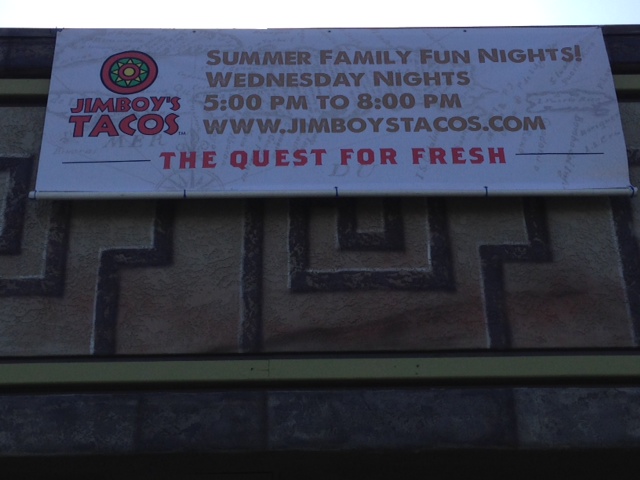 JIMBOY'S
TACOS™
SUMMER FAMILY FUN NIGHTS!
WEDNESDAY NIGHTS
5:00 PM TO 8:00 PM
WWW.JIMBOYSTACOS.COM
THE QUEST FOR FRESH